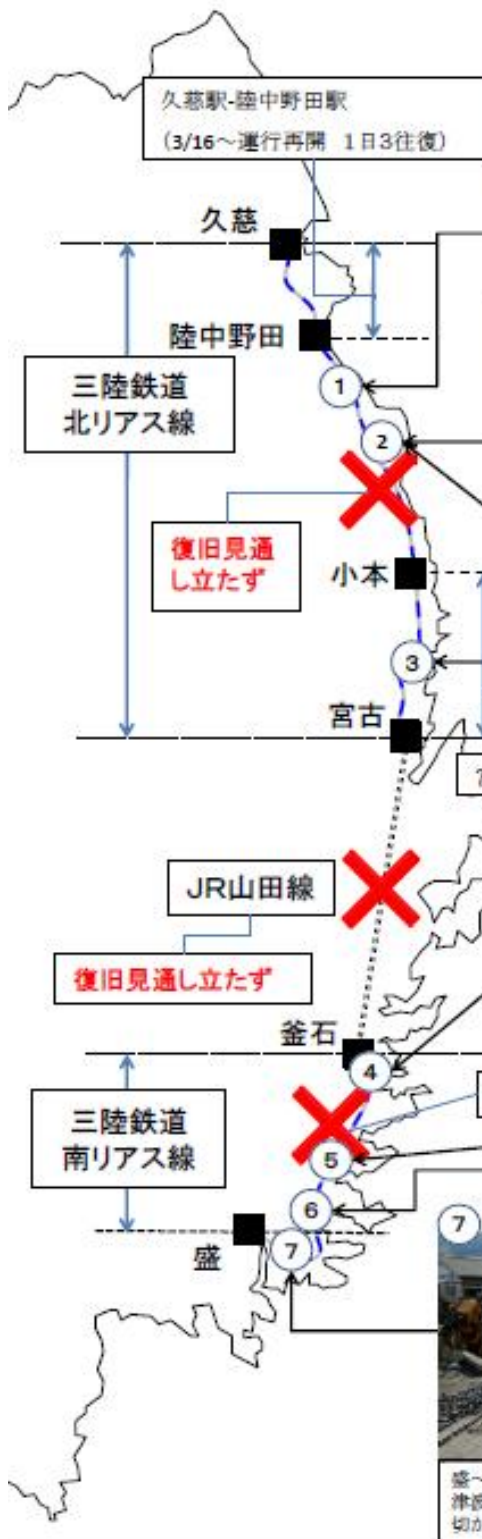 久慈駅-陸中野田駅
(3/16～運行再開 1日3往復)
久慈
陸中野田
三陸鉄道
北リアス線
1
2
復旧見通
し立たず
小本
3
宮古
JR山田線
復旧見通し立たず
釜石
4
三陸鉄道
南リアス線
5
6
7
盛
7
盛～
津波
切